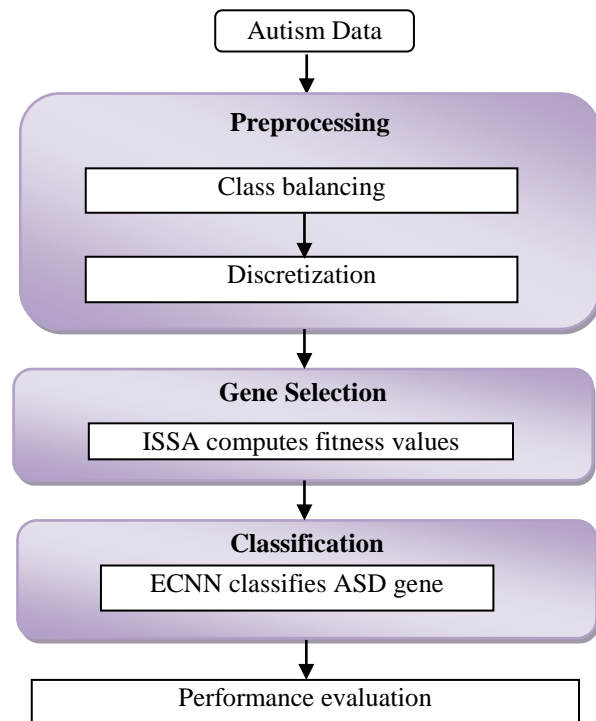 Autism Data
Preprocessing
Class balancing
Discretization
Gene Selection
ISSA computes fitness values
Classification
ECNN classifies ASD gene
Performance evaluation